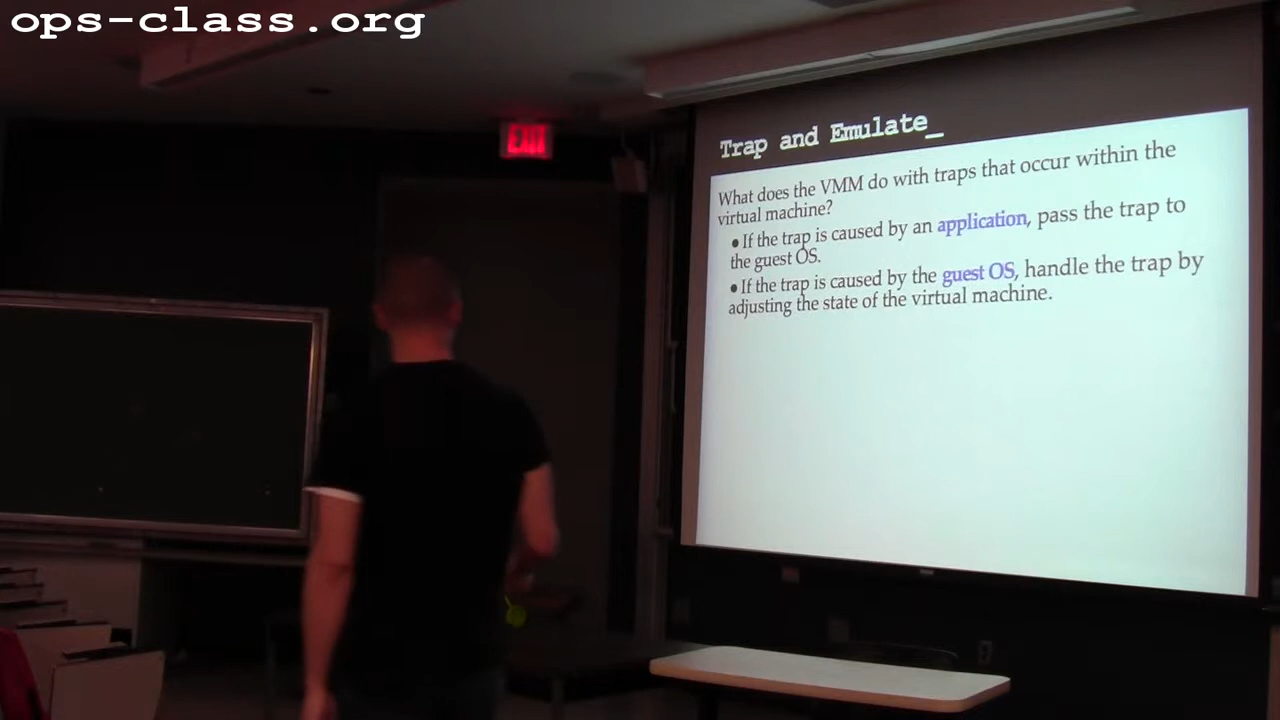 ops-class.org
EXIT
Trap and Emulate_
What does the VMM do with traps that occur within the
virtual machine?
● If the trap is caused by an application, pass the trap to
the guest OS.
● If the trap is caused by the guest OS, handle the trap by
adjusting the state of the virtual machine.